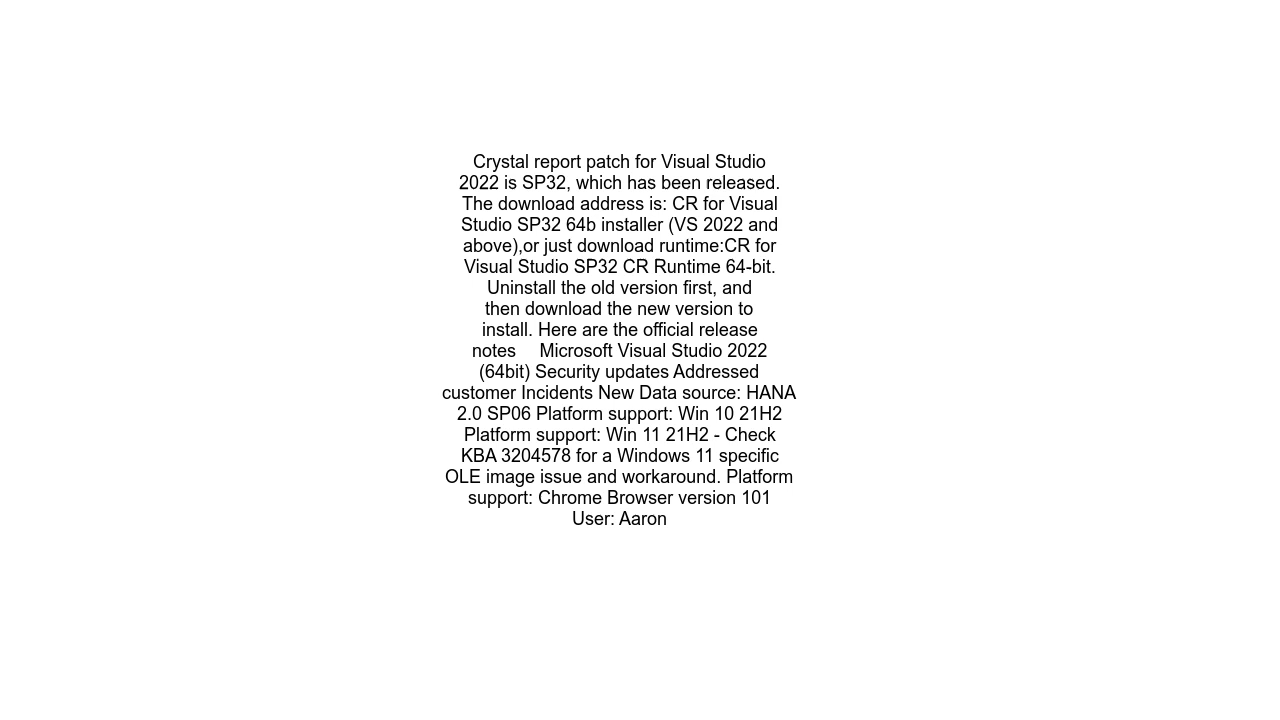 Crystal report patch for Visual Studio
2022 is SP32, which has been released.
The download address is: CR for Visual
Studio SP32 64b installer (VS 2022 and
above),or just download runtime:CR for
Visual Studio SP32 CR Runtime 64-bit.
Uninstall the old version first, and
then download the new version to
install. Here are the official release
notes     Microsoft Visual Studio 2022
(64bit) Security updates Addressed
customer Incidents New Data source: HANA
2.0 SP06 Platform support: Win 10 21H2
Platform support: Win 11 21H2 - Check
KBA 3204578 for a Windows 11 specific
OLE image issue and workaround. Platform
support: Chrome Browser version 101
User: Aaron